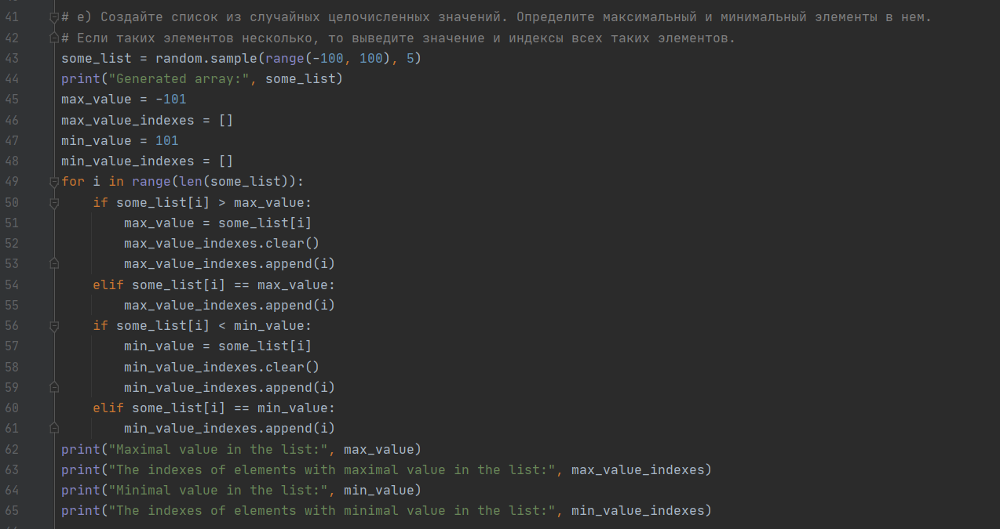 41 # е) Создайте список из случайных целочисленных значений. Определите максимальный и минимальный элементы в нем.
42 # Если таких элементов несколько, то выведите значение и индексы всех таких элементов.
43 some_list = random.sample(range(-100, 100), 5)
44 print("Generated array:", some_list)
45 max_value = -101
46 max_value_indexes = []
47 min_value = 101
48 min_value_indexes = []
49 for i in range(len(some_list)):
50     if some_list[i] > max_value:
51         max_value = some_list[i]
52         max_value_indexes.clear()
53         max_value_indexes.append(i)
54     elif some_list[i] == max_value:
55         max_value_indexes.append(i)
56     if some_list[i] < min_value:
57         min_value = some_list[i]
58         min_value_indexes.clear()
59         min_value_indexes.append(i)
60     elif some_list[i] == min_value:
61         min_value_indexes.append(i)
62 print("Maximal value in the list:", max_value)
63 print("The indexes of elements with maximal value in the list:", max_value_indexes)
64 print("Minimal value in the list:", min_value)
65 print("The indexes of elements with minimal value in the list:", min_value_indexes)